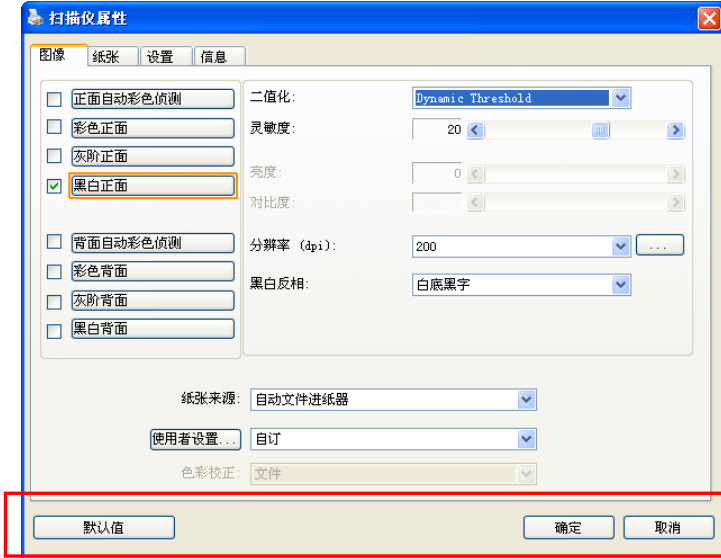 扫描仪属性
图像 纸张 设置 信息
正面自动彩色侦测
彩色正面
灰阶正面
黑白正面
背面自动彩色侦测
彩色背面
灰阶背面
黑白背面
二值化: Dynamic Threshold
灵敏度: 20
亮度: 0
对比度:
分辨率 (dpi): 200 ...
黑白反相: 白底黑字
纸张来源: 自动文件进纸器
使用者设置... 自订
色彩校正: 文件
默认值 确定 取消